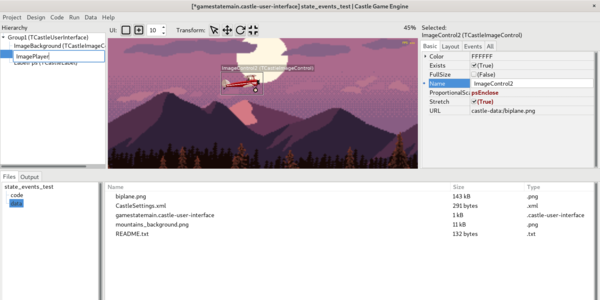 [*gamestatemain.castle-user-interface] state_events_test | Castle Game Engine
Project Design Code Run Data Help
Hierarchy
Group1 (TCastleUserInterface)
ImageBackground (TCastleImageC
ImagePlayer
UI: 10 Transform: 45%
ImageControl2 (TCastleImageControl)
Selected:
ImageControl2 (TCastleImageControl)
Basic Layout Events All
Color FFFFFF
Exists (True)
FullSize (False)
Name ImageControl2
ProportionalSca psEnclose
Stretch (True)
URL castle-data:/biplane.png
Files Output
state_events_test
code
data
Name Size Type
biplane.png 143 kB .png
CastleSettings.xml 291 bytes .xml
gamestatemain.castle-user-interface 1 kB .castle-user-interface
mountains_background.png 11 kB .png
README.txt 132 bytes .txt